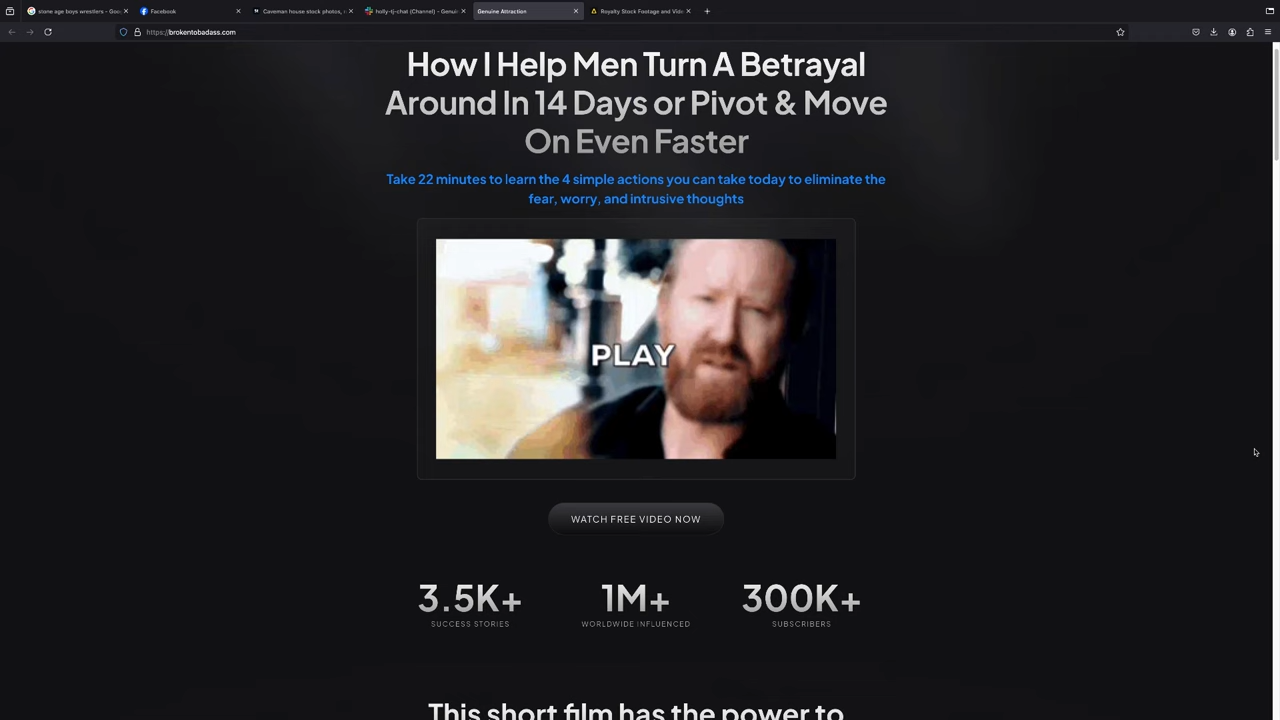 stone age boys wrestlers - Goo
Facebook
Caveman house stock photos, r
holly-tj-chat (Channel) - Genui
Genuine Attraction
Royalty Stock Footage and Vid
https://brokentobadass.com
How I Help Men Turn A Betrayal
Around In 14 Days or Pivot & Move
On Even Faster
Take 22 minutes to learn the 4 simple actions you can take today to eliminate the
fear, worry, and intrusive thoughts
PLAY
WATCH FREE VIDEO NOW
3.5K+ 1M+ 300K+
SUCCESS STORIES WORLDWIDE INFLUENCED SUBSCRIBERS
This short film has the power to